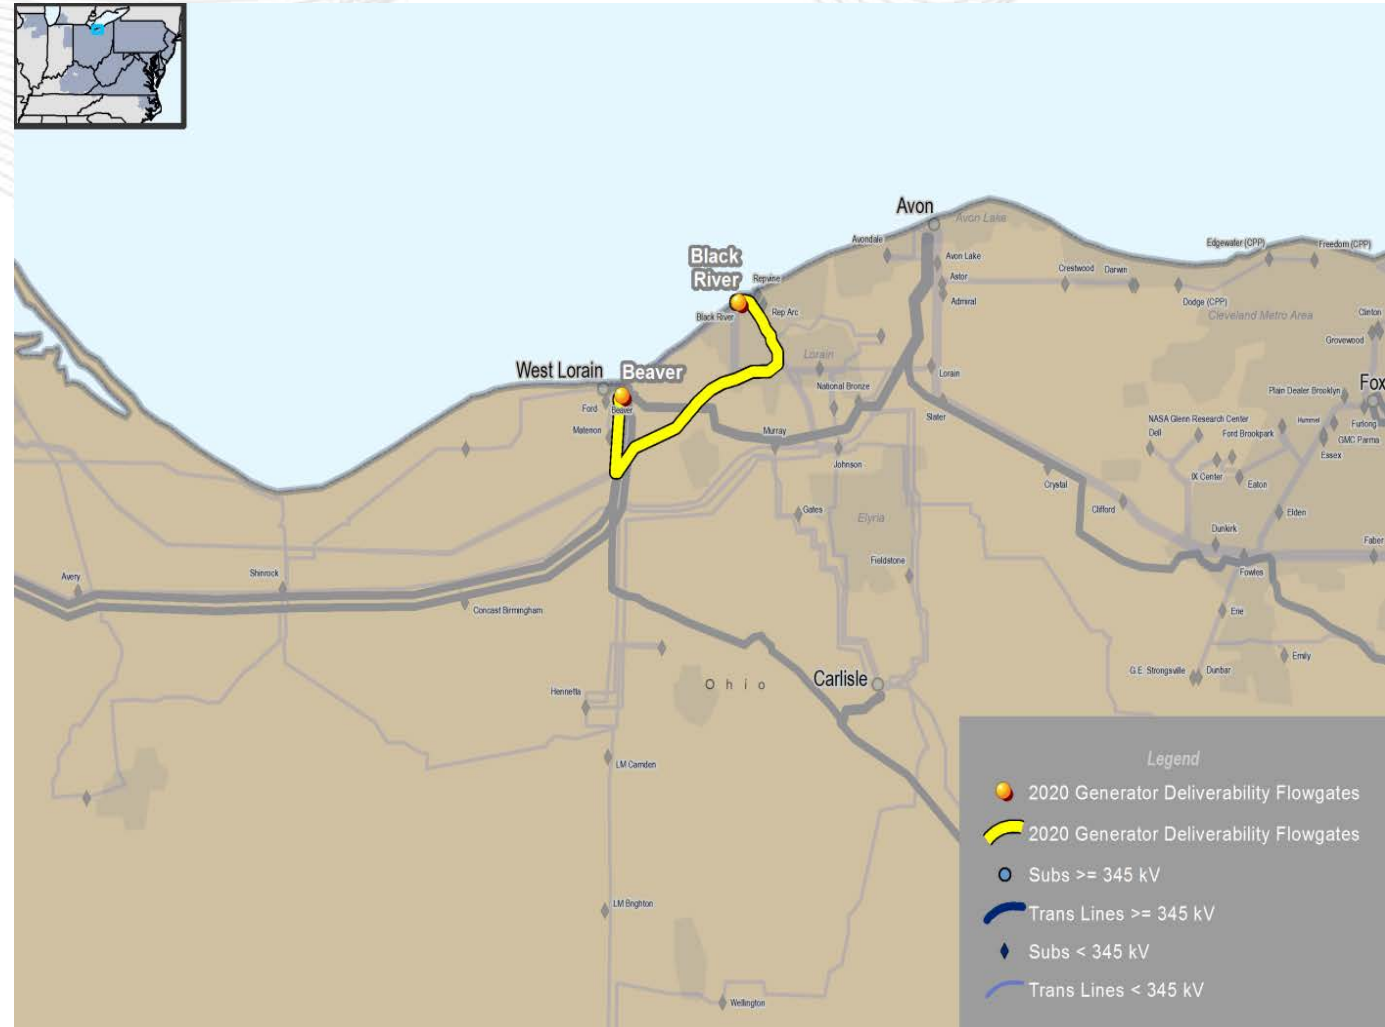 Avon
Avon Lake
Avondale
Edgewater (CPP)
Freedom (CPP)
Black
River
Avon Lake
Repvine
Astor
Crestwood
Darwin
Admiral
Dodge (CPP)
Black River
Rep Arc
Cleveland Metro Area
Clinton
Grovewood
Lorain
West Lorain
Beaver
Lorain
National Bronze
Plain Dealer Brooklyn
Fox
Ford
Beaver
Slater
NASA Glenn Research Center
Hummel
Furlong
Matenon
Murray
Dell
Ford Brookpark
GMC Parma
Essex
Johnson
IX Center
Eaton
Crystal
Gates
Clifford
Elden
Elyria
Dunkirk
Faber
Fieldstone
Fowles
Avery
Shinrock
Concast Birmingham
Erie
Emily
G.E. Strongsville
Dunbar
Carlisle
Ohio
Henrietta
LM Camden
LM Brighton
Wellington
Legend
2020 Generator Deliverability Flowgates
2020 Generator Deliverability Flowgates
Subs >= 345 kV
Trans Lines >= 345 kV
Subs < 345 kV
Trans Lines < 345 kV